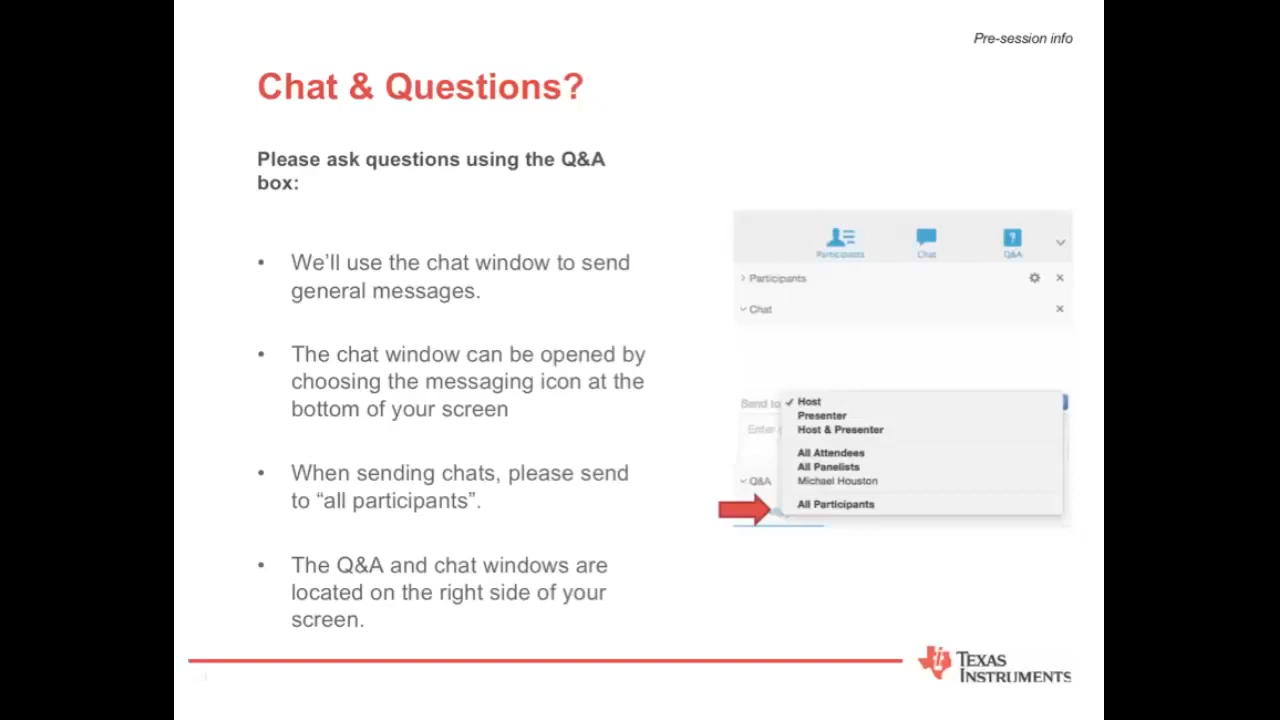 Pre-session info
Chat & Questions?
Please ask questions using the Q&A
box:
• We’ll use the chat window to send
general messages.
• The chat window can be opened by
choosing the messaging icon at the
bottom of your screen
• When sending chats, please send
to “all participants”.
• The Q&A and chat windows are
located on the right side of your
screen.
Participants Chat Q&A
Participants
Chat
Send to
✓ Host
Presenter
Host & Presenter
Enter
All Attendees
All Panelists
Michael Houston
Q&A
All Participants
TEXAS
INSTRUMENTS